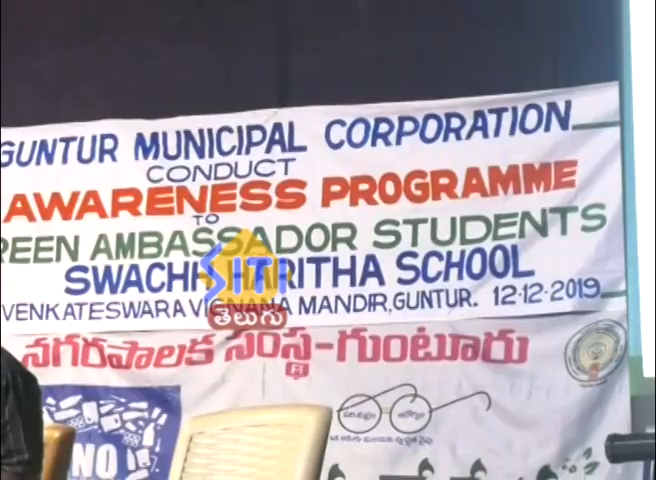 GUNTUR MUNICIPAL CORPORATION
CONDUCT
AWARENESS PROGRAMME
TO
REEN AMBASSADOR STUDENTS
SWACHH HARITHA SCHOOL
VENKATESWARA VIGNANA MANDIR, GUNTUR. 12-12-2019
SITI
తెలుగు
నగరపాలక సంస్థ-గుంటూరు
NO